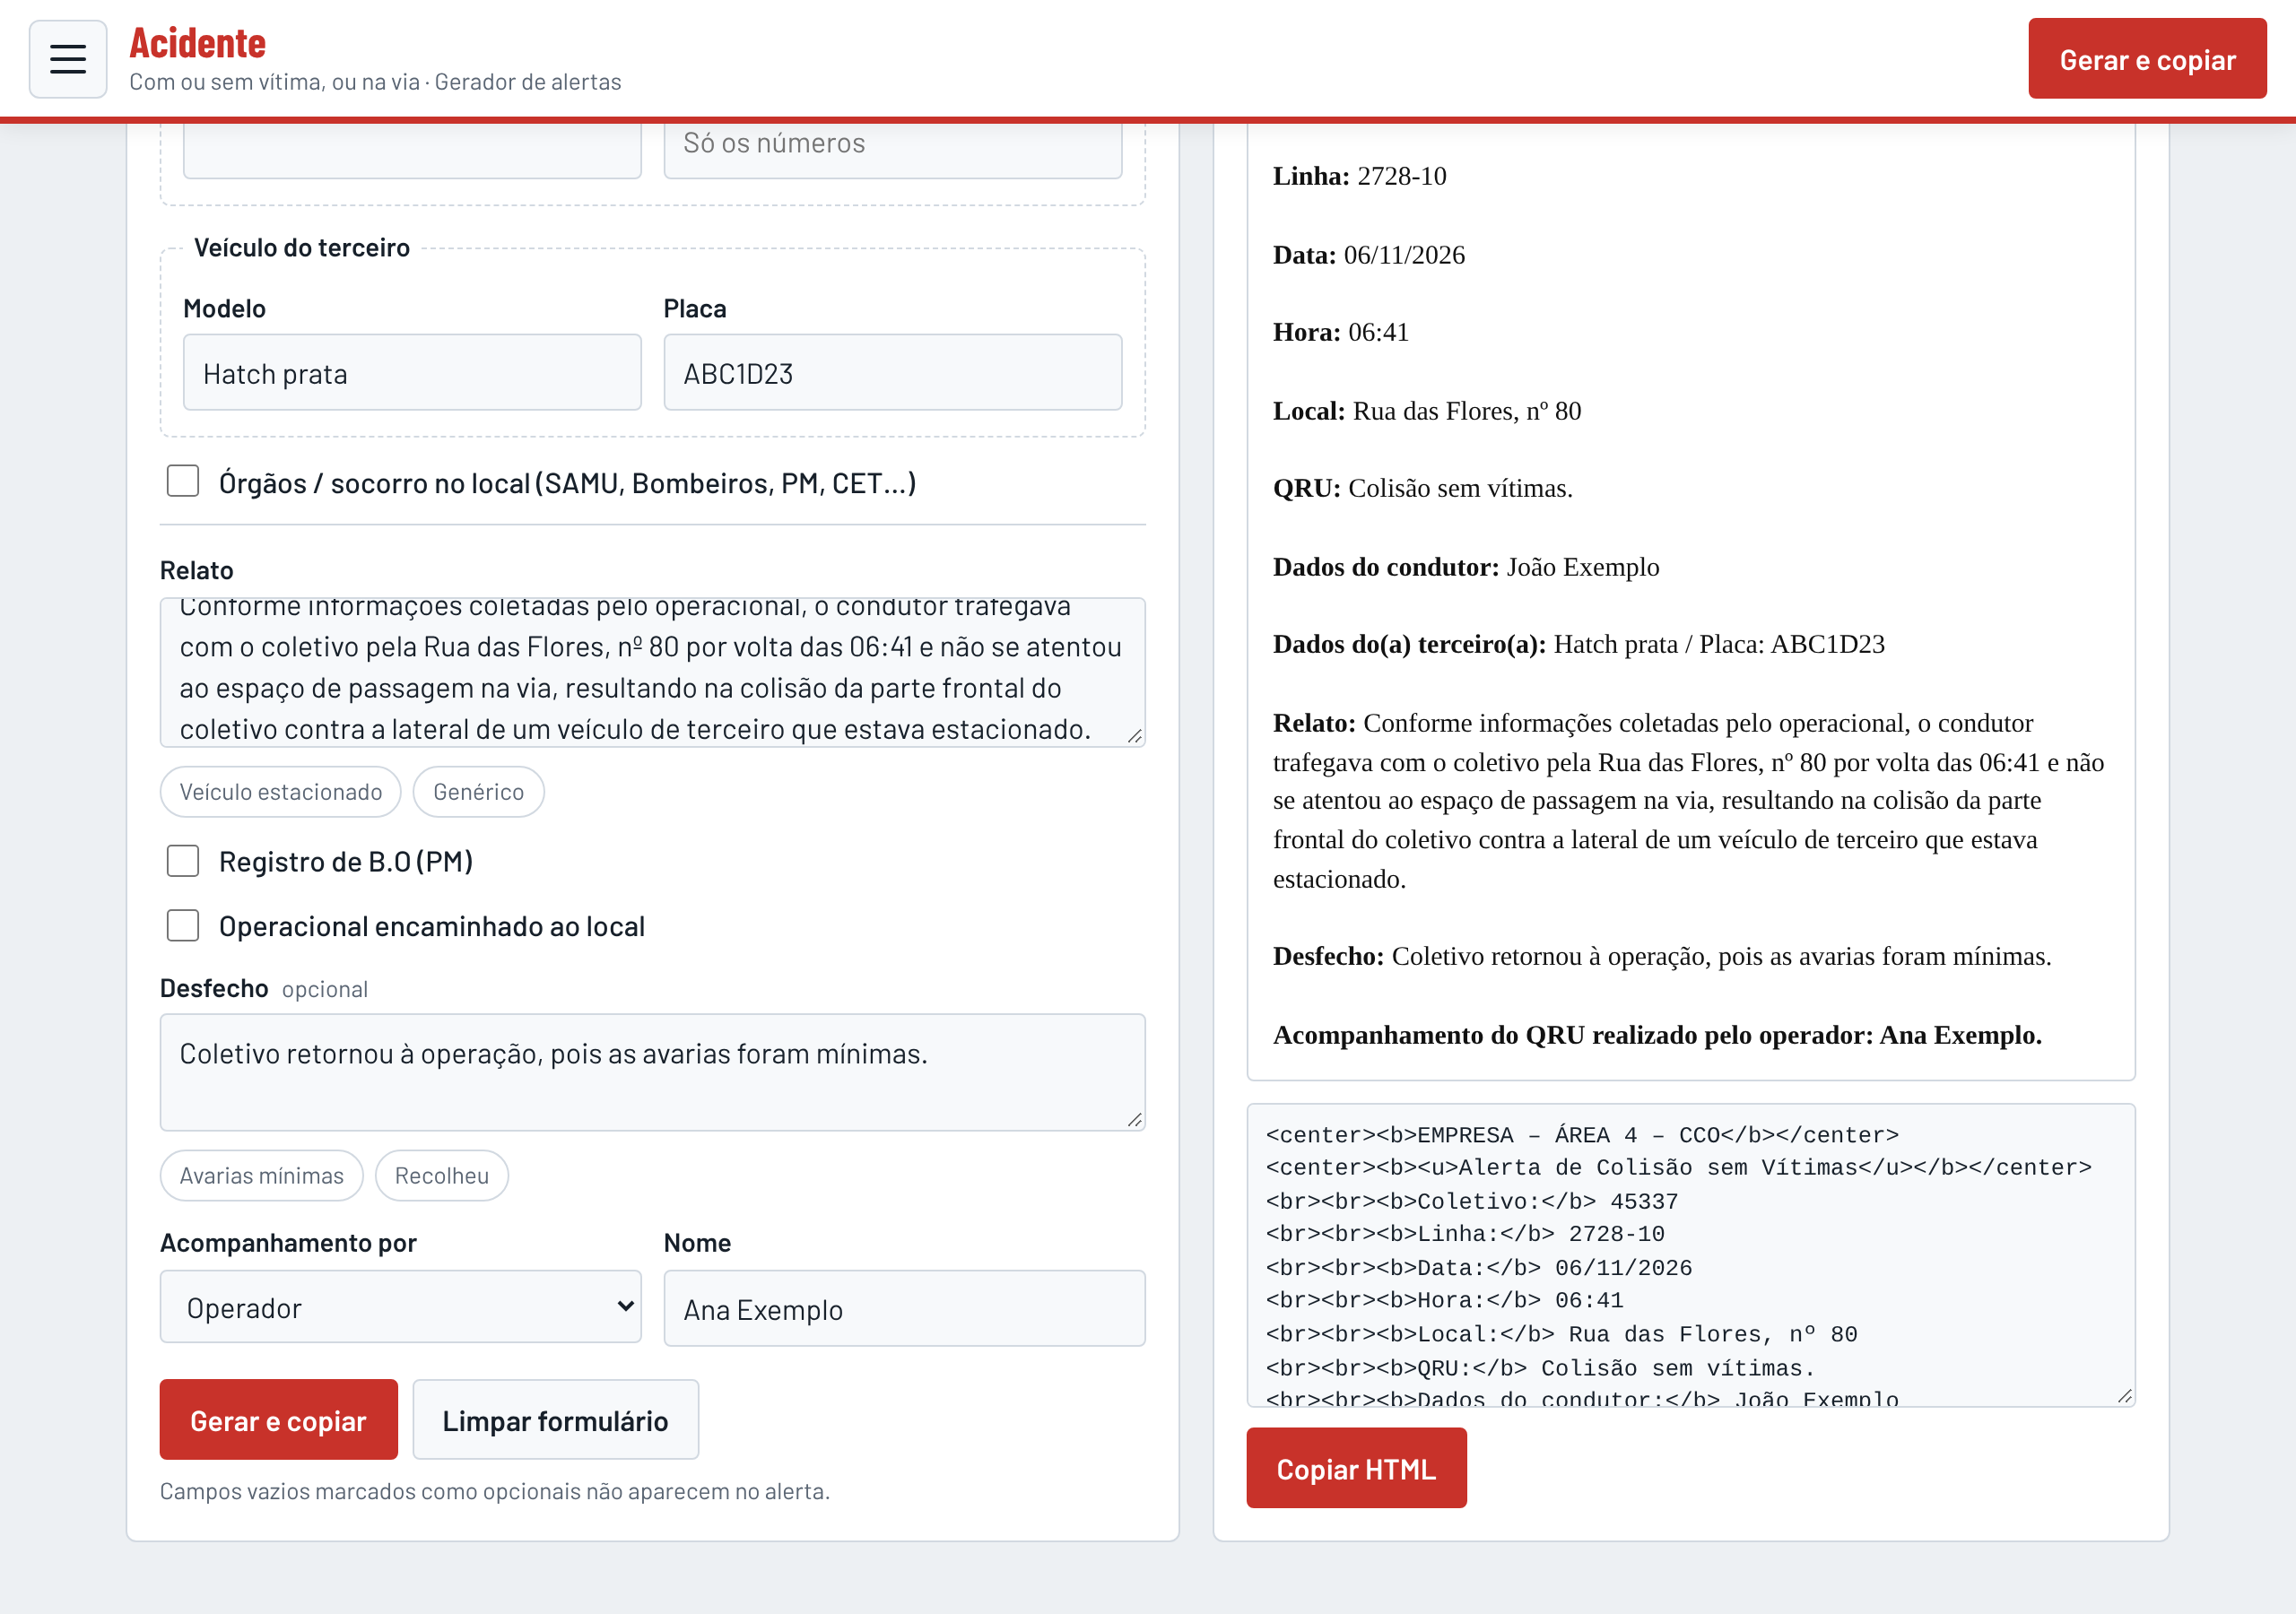 Acidente
Com ou sem vítima, ou na via · Gerador de alertas
Gerar e copiar
Só os números
Veículo do terceiro
Modelo
Placa
Hatch prata
ABC1D23
Órgãos / socorro no local (SAMU, Bombeiros, PM, CET...)
Relato
Conforme informações coletadas pelo operacional, o condutor trafegava
com o coletivo pela Rua das Flores, nº 80 por volta das 06:41 e não se atentou
ao espaço de passagem na via, resultando na colisão da parte frontal do
coletivo contra a lateral de um veículo de terceiro que estava estacionado.
Veículo estacionado
Genérico
Registro de B.O (PM)
Operacional encaminhado ao local
Desfecho opcional
Coletivo retornou à operação, pois as avarias foram mínimas.
Avarias mínimas
Recolheu
Acompanhamento por
Nome
Operador
Ana Exemplo
Gerar e copiar
Limpar formulário
Campos vazios marcados como opcionais não aparecem no alerta.
Linha: 2728-10
Data: 06/11/2026
Hora: 06:41
Local: Rua das Flores, nº 80
QRU: Colisão sem vítimas.
Dados do condutor: João Exemplo
Dados do(a) terceiro(a): Hatch prata / Placa: ABC1D23
Relato: Conforme informações coletadas pelo operacional, o condutor
trafegava com o coletivo pela Rua das Flores, nº 80 por volta das 06:41 e não
se atentou ao espaço de passagem na via, resultando na colisão da parte
frontal do coletivo contra a lateral de um veículo de terceiro que estava
estacionado.
Desfecho: Coletivo retornou à operação, pois as avarias foram mínimas.
Acompanhamento do QRU realizado pelo operador: Ana Exemplo.
<center><b>EMPRESA – ÁREA 4 – CCO</b></center>
<center><b><u>Alerta de Colisão sem Vítimas</u></b></center>
<br><br><b>Coletivo:</b> 45337
<br><br><b>Linha:</b> 2728-10
<br><br><b>Data:</b> 06/11/2026
<br><br><b>Hora:</b> 06:41
<br><br><b>Local:</b> Rua das Flores, nº 80
<br><br><b>QRU:</b> Colisão sem vítimas.
<br><br><b>Dados do condutor:</b> João Exemplo
Copiar HTML